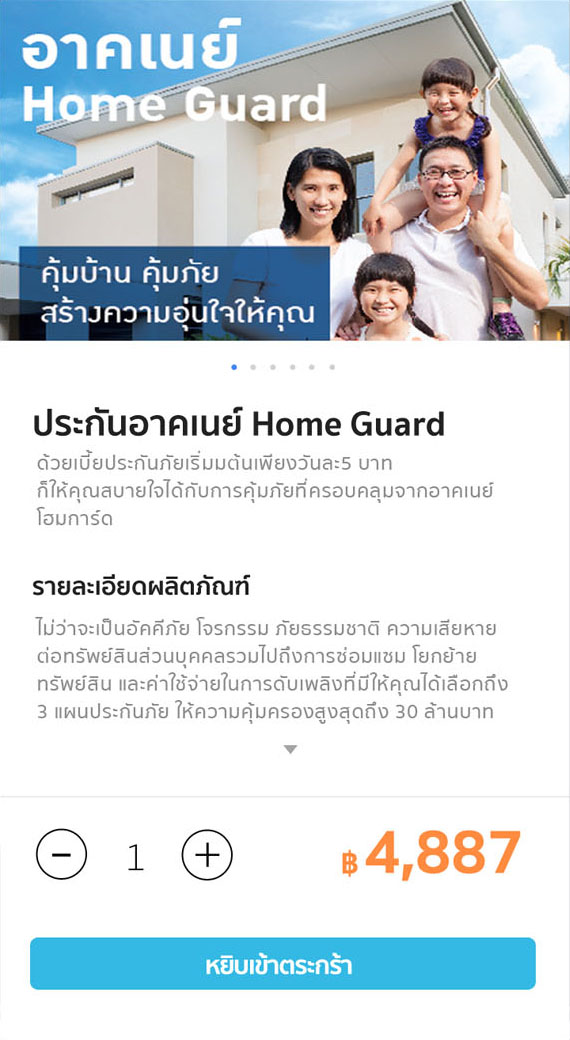 อาคเนย์
Home Guard
คุ้มบ้าน คุ้มภัย
สร้างความอุ่นใจให้คุณ
ประกันอาคเนย์ Home Guard
ด้วยเบี้ยประกันภัยเริ่มมต้นเพียงวันละ5 บาท
ก็ให้คุณสบายใจได้กับการคุ้มภัยที่ครอบคลุมจากอาคเนย์
โฮมการ์ด
รายละเอียดผลิตภัณฑ์
ไม่ว่าจะเป็นอัคคีภัย โจรกรรม ภัยธรรมชาติ ความเสียหาย
ต่อทรัพย์สินส่วนบุคคลรวมไปถึงการซ่อมแซม โยกย้าย
ทรัพย์สิน และค่าใช้จ่ายในการดับเพลิงที่มีให้คุณได้เลือกถึง
3 แผนประกันภัย ให้ความคุ้มครองสูงสุดถึง 30 ล้านบาท
− 1 + ฿4,887
หยิบเข้าตระกร้า